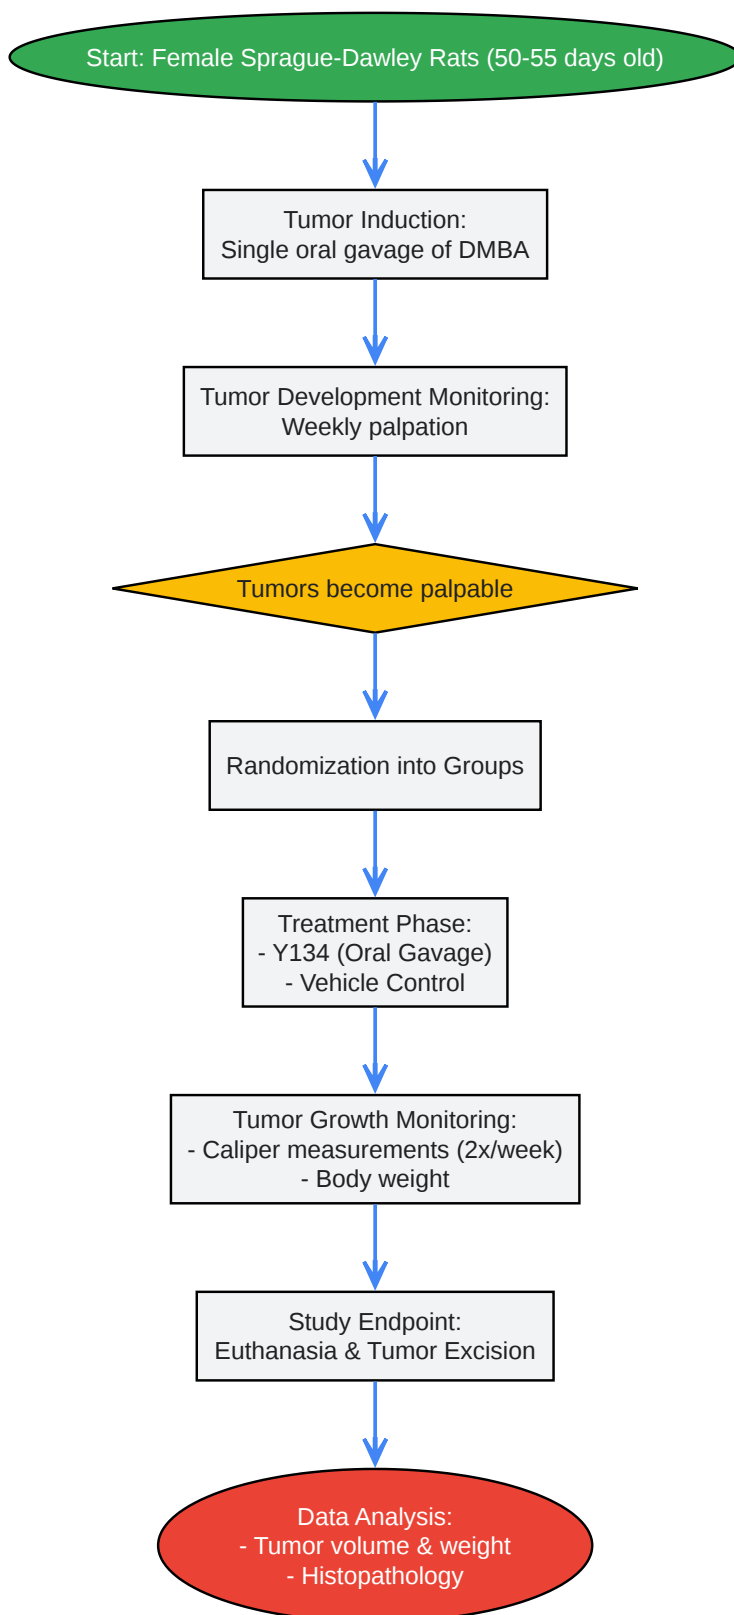 Start: Female Sprague-Dawley Rats (50-55 days old)
Tumor Induction:
Single oral gavage of DMBA
Tumor Development Monitoring:
Weekly palpation
Tumors become palpable
Randomization into Groups
Treatment Phase:
- Y134 (Oral Gavage)
- Vehicle Control
Tumor Growth Monitoring:
- Caliper measurements (2x/week)
- Body weight
Study Endpoint:
Euthanasia & Tumor Excision
Data Analysis:
- Tumor volume & weight
- Histopathology